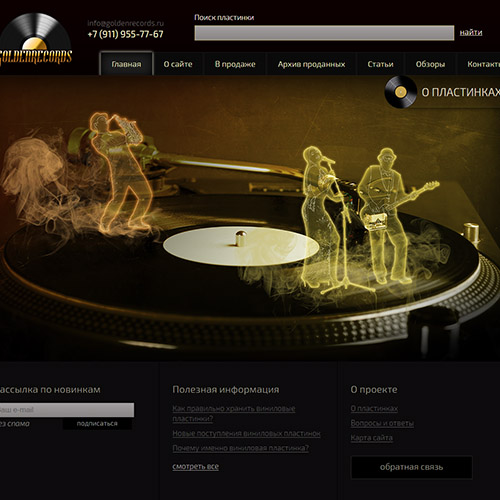 GOLDENRECORDS
info@goldenrecords.ru
+7 (911) 955-77-67
Поиск пластинки
найти
Главная О сайте В продаже Архив проданных Статьи Обзоры Контакт
О ПЛАСТИНКАХ
ассылка по новинкам
ваш e-mail
ез спама
подписаться
Полезная информация
Как правильно хранить виниловые
пластинки?
Новые поступления виниловых пластинок
Почему именно виниловая пластинка?
смотреть все
О проекте
О пластинках
Вопросы и ответы
Карта сайта
обратная связь